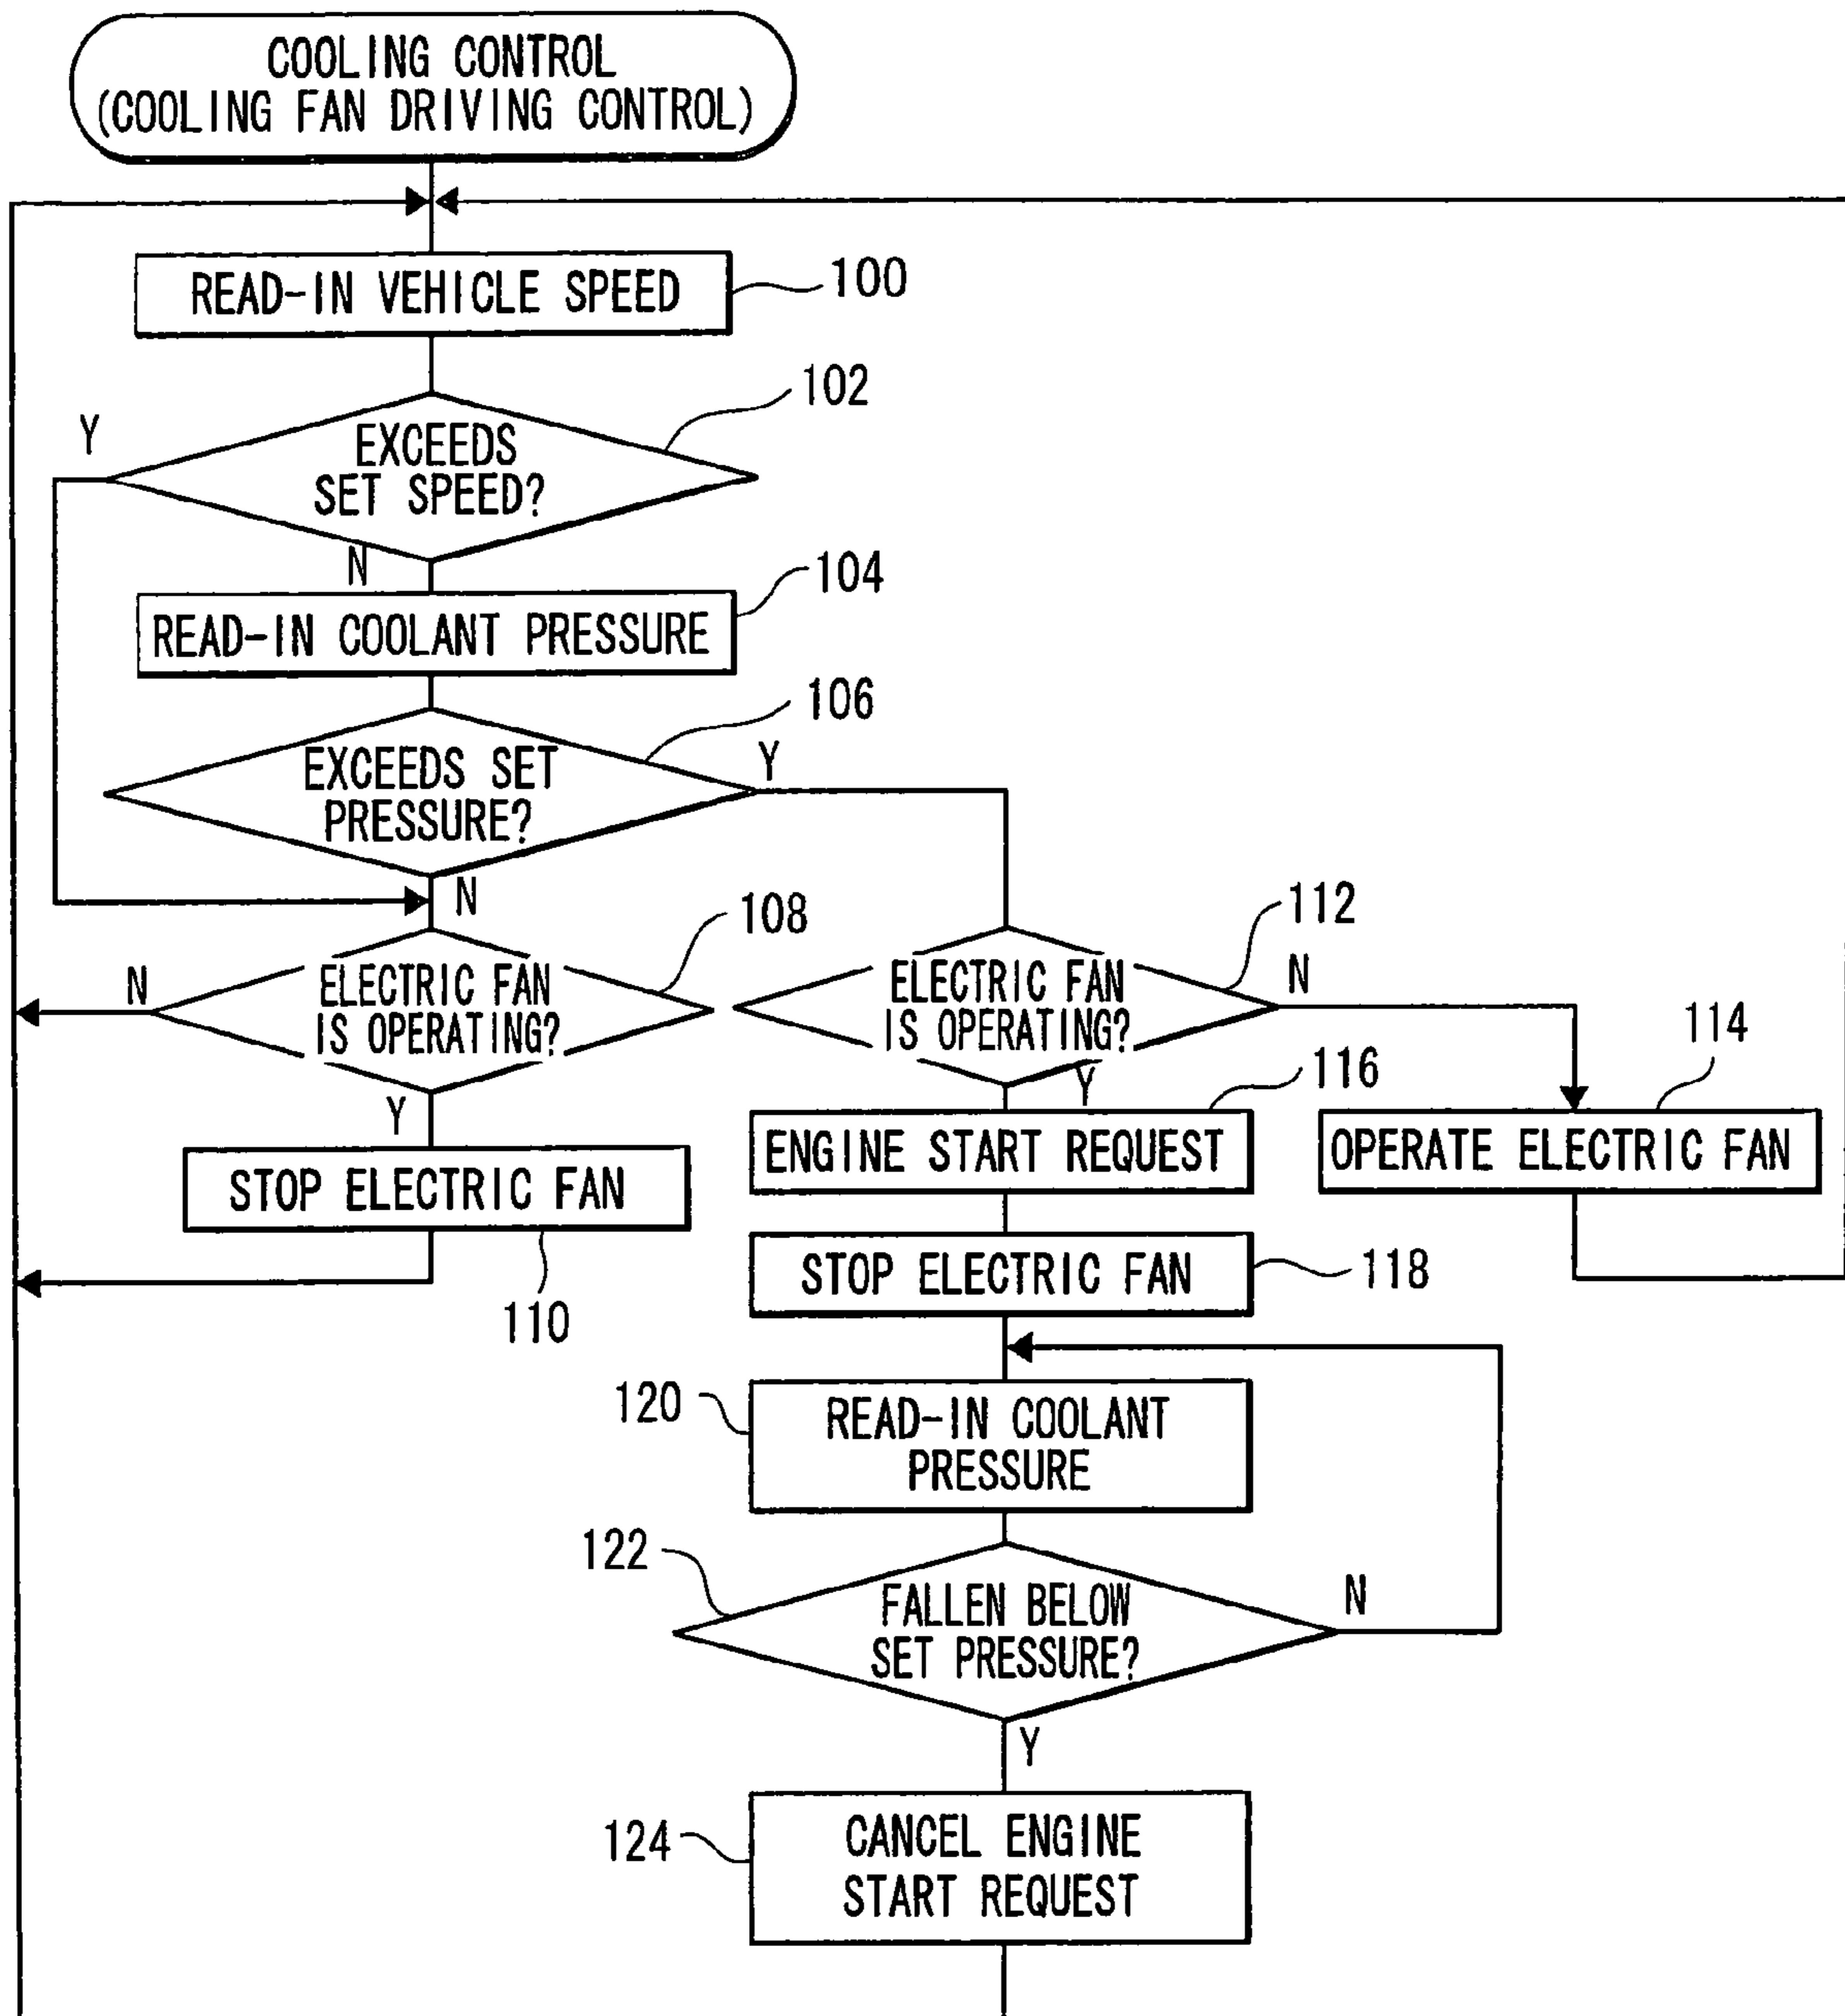 COOLING CONTROL
(COOLING FAN DRIVING CONTROL)
READ-IN VEHICLE SPEED
100
102
Y
EXCEEDS
SET SPEED?
N
104
READ-IN COOLANT PRESSURE
106
EXCEEDS SET
PRESSURE?
Y
N
108
ELECTRIC FAN
IS OPERATING?
N
Y
STOP ELECTRIC FAN
110
112
ELECTRIC FAN
IS OPERATING?
N
Y
114
OPERATE ELECTRIC FAN
116
ENGINE START REQUEST
STOP ELECTRIC FAN
118
120
READ-IN COOLANT
PRESSURE
122
FALLEN BELOW
SET PRESSURE?
N
Y
124
CANCEL ENGINE
START REQUEST